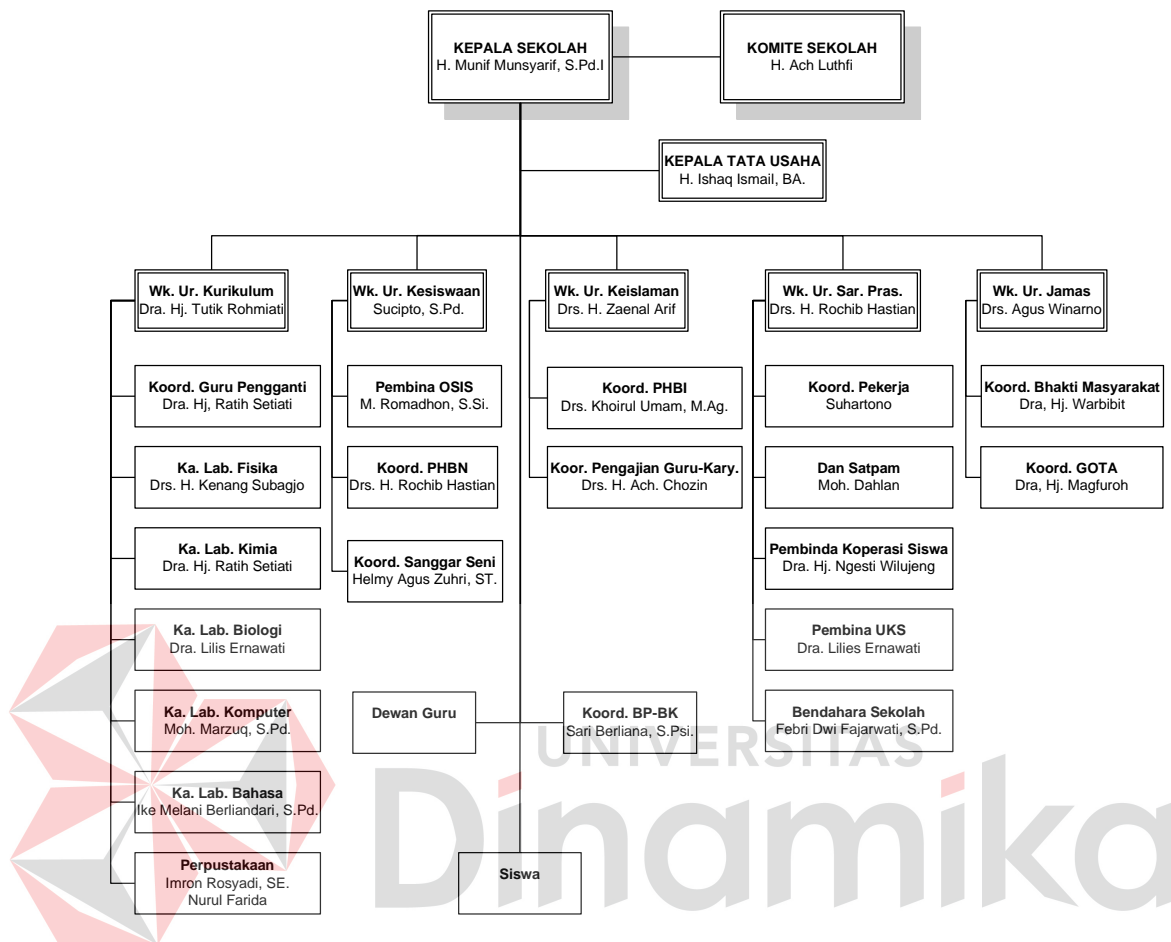 KEPALA SEKOLAH
H. Munif Munsyarif, S.Pd.I
KOMITE SEKOLAH
H. Ach Luthfi
KEPALA TATA USAHA
H. Ishaq Ismail, BA.
Wk. Ur. Kurikulum
Dra. Hj. Tutik Rohmiati
Wk. Ur. Kesiswaan
Sucipto, S.Pd.
Wk. Ur. Keislaman
Drs. H. Zaenal Arif
Wk. Ur. Sar. Pras.
Drs. H. Rochib Hastian
Wk. Ur. Jamas
Drs. Agus Winarno
Koord. Guru Pengganti
Dra. Hj, Ratih Setiati
Ka. Lab. Fisika
Drs. H. Kenang Subagjo
Ka. Lab. Kimia
Dra. Hj. Ratih Setiati
Ka. Lab. Biologi
Dra. Lilis Ernawati
Ka. Lab. Komputer
Moh. Marzuq, S.Pd.
Ka. Lab. Bahasa
Ike Melani Berliandari, S.Pd.
Perpustakaan
Imron Rosyadi, SE.
Nurul Farida
Pembina OSIS
M. Romadhon, S.Si.
Koord. PHBN
Drs. H. Rochib Hastian
Koord. Sanggar Seni
Helmy Agus Zuhri, ST.
Koord. PHBI
Drs. Khoirul Umam, M.Ag.
Koor. Pengajian Guru-Kary.
Drs. H. Ach. Chozin
Koord. Pekerja
Suhartono
Dan Satpam
Moh. Dahlan
Pembinda Koperasi Siswa
Dra. Hj. Ngesti Wilujeng
Pembina UKS
Dra. Lilies Ernawati
Bendahara Sekolah
Febri Dwi Fajarwati, S.Pd.
Koord. Bhakti Masyarakat
Dra, Hj. Warbibit
Koord. GOTA
Dra, Hj. Magfuroh
Dewan Guru
Koord. BP-BK
Sari Berliana, S.Psi.
Siswa
UNIVERSITAS
Dinamika